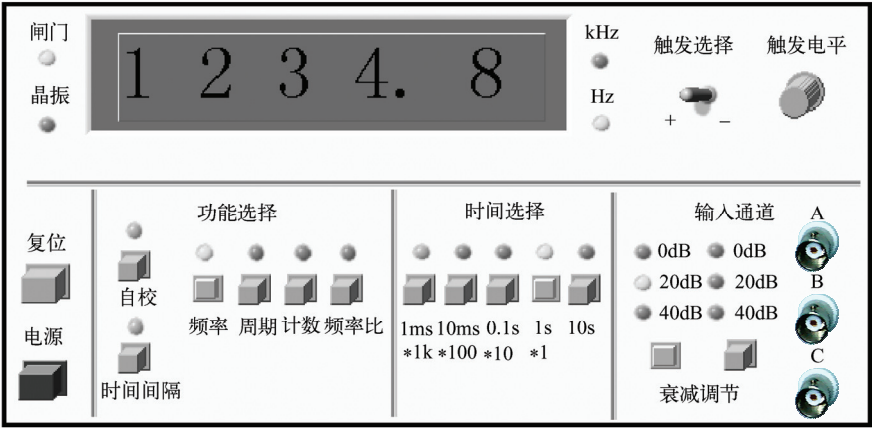 闸门
晶振
1 2 3 4. 8
kHz
Hz
触发选择
+ −
触发电平
复位
电源
功能选择
自校
时间间隔
频率 周期 计数 频率比
时间选择
1ms 10ms 0.1s 1s 10s
*1k *100 *10 *1
输入通道
0dB 0dB
20dB 20dB
40dB 40dB
衰减调节
A
B
C